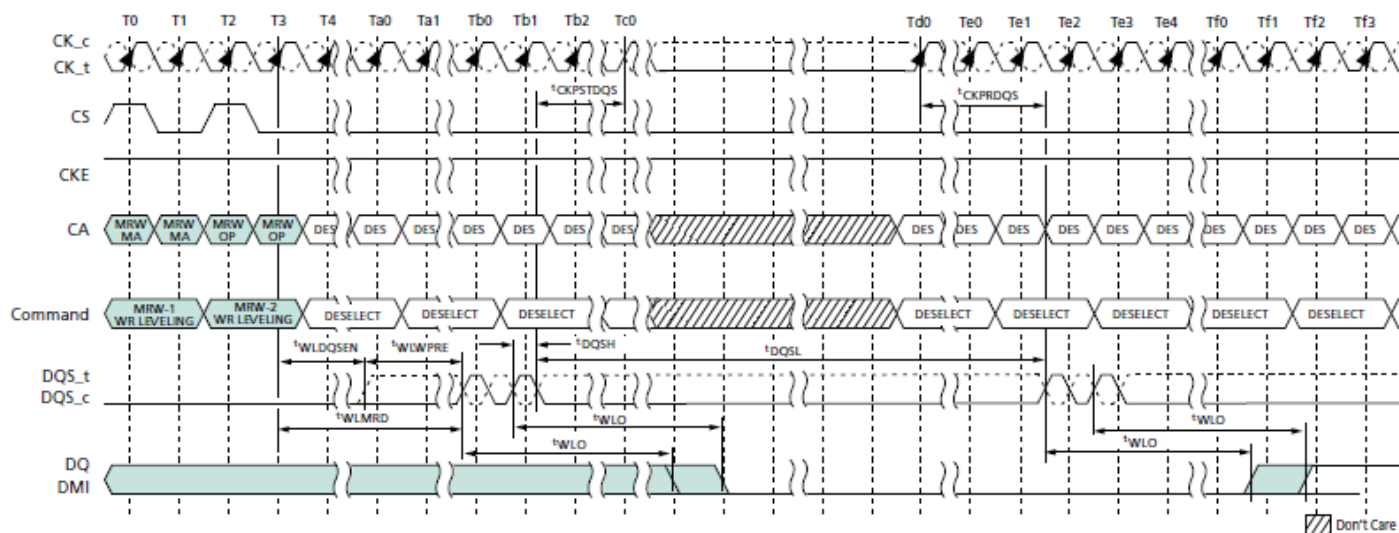 T0 T1 T2 T3 T4 Ta0 Ta1 Tb0 Tb1 Tb2 Tc0 Td0 Te0 Te1 Te2 Te3 Te4 Tf0 Tf1 Tf2 Tf3
CK_c
CK_t
tCKPSTDQS tCKPRDQS
CS
CKE
CA MRW MA MRW MA MRW OP MRW OP DES DES DES DES DES DES DES DES DES DES DES DES DES DES DES DES
Command MRW-1 WR LEVELING MRW-2 WR LEVELING DESELECT DESELECT DESELECT DESELECT DESELECT DESELECT DESELECT DESELECT
tWLDQSEN tWLWPRE tDQSH tDQSL
DQS_t
DQS_c
tWLMRD tWLO tWLO
tWLO tWLO
DQ
DMI
Don't Care